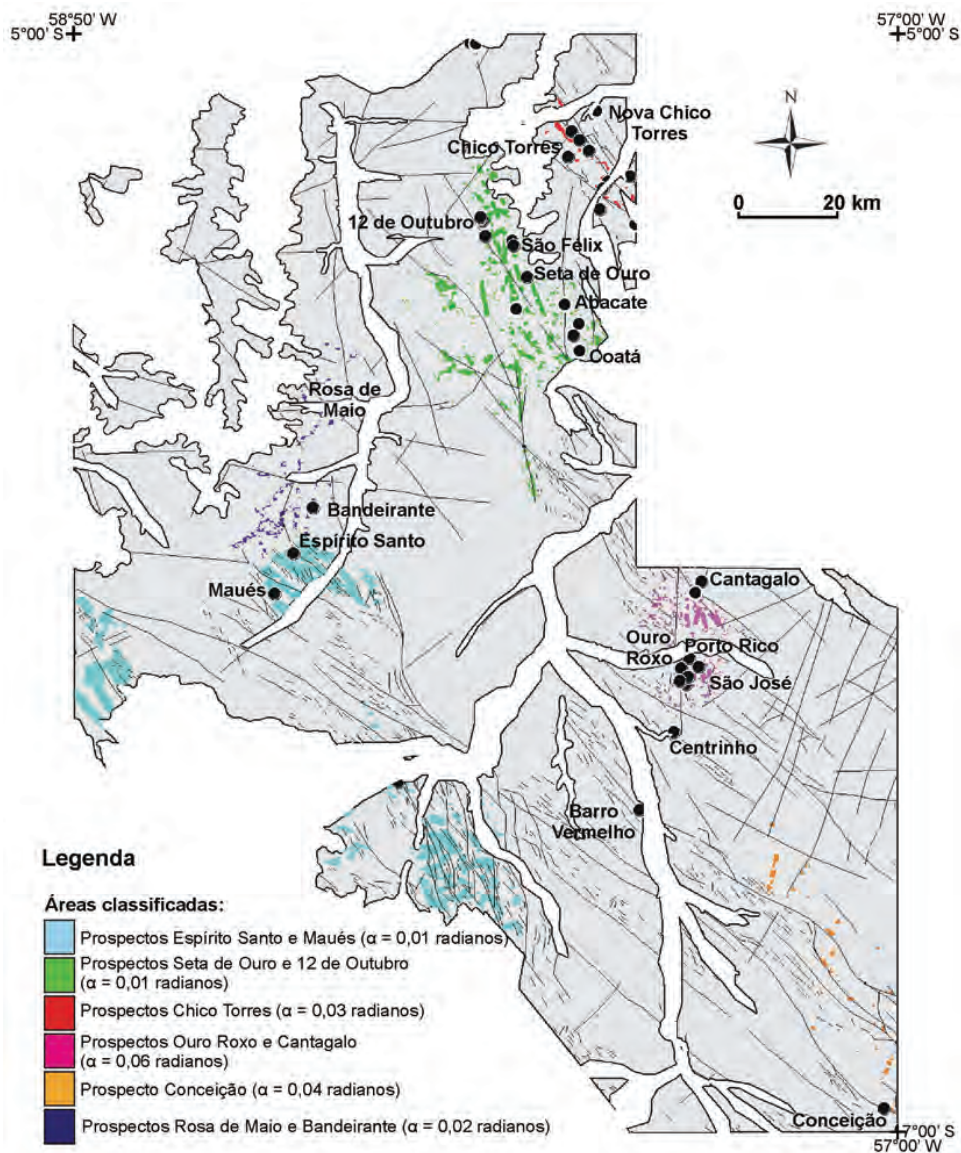 58°50' W
5°00' S
57°00' W
5°00' S
N
0 20 km
Nova Chico
Torres
Chico Torres
12 de Outubro
São Félix
Seta de Ouro
Abacate
Coatá
Rosa de
Maio
Bandeirante
Espírito Santo
Maués
Cantagalo
Ouro
Roxo
Porto Rico
São José
Centrinho
Barro
Vermelho
Conceição
7°00' S
57°00' W
Legenda
Áreas classificadas:
Prospectos Espírito Santo e Maués (α = 0,01 radianos)
Prospectos Seta de Ouro e 12 de Outubro
(α = 0,01 radianos)
Prospectos Chico Torres (α = 0,03 radianos)
Prospectos Ouro Roxo e Cantagalo
(α = 0,06 radianos)
Prospecto Conceição (α = 0,04 radianos)
Prospectos Rosa de Maio e Bandeirante (α = 0,02 radianos)